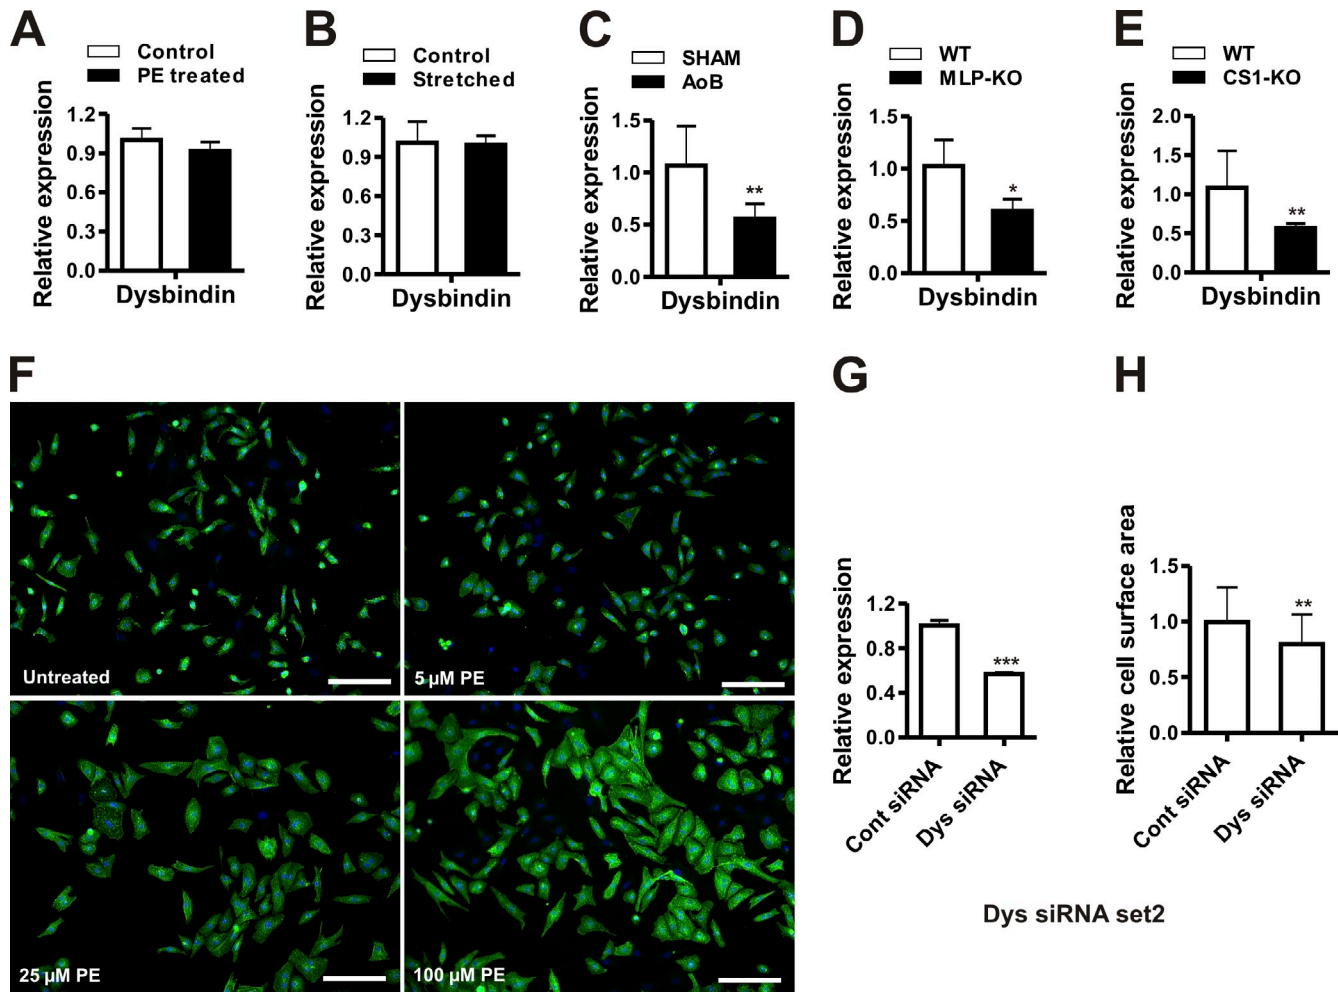 A
Control
PE treated
Relative expression
1.2
0.9
0.6
0.3
0.0
Dysbindin
B
Control
Stretched
Relative expression
1.2
0.9
0.6
0.3
0.0
Dysbindin
C
SHAM
AoB
Relative expression
1.5
1.0
0.5
0.0
**
Dysbindin
D
WT
MLP-KO
Relative expression
1.5
1.0
0.5
0.0
*
Dysbindin
E
WT
CS1-KO
Relative expression
2.0
1.5
1.0
0.5
0.0
**
Dysbindin
F
Untreated
5 µM PE
25 µM PE
100 µM PE
G
Relative expression
1.2
0.8
0.4
0.0
***
Cont siRNA
Dys siRNA
H
Relative cell surface area
1.5
1.0
0.5
0.0
**
Cont siRNA
Dys siRNA
Dys siRNA set2